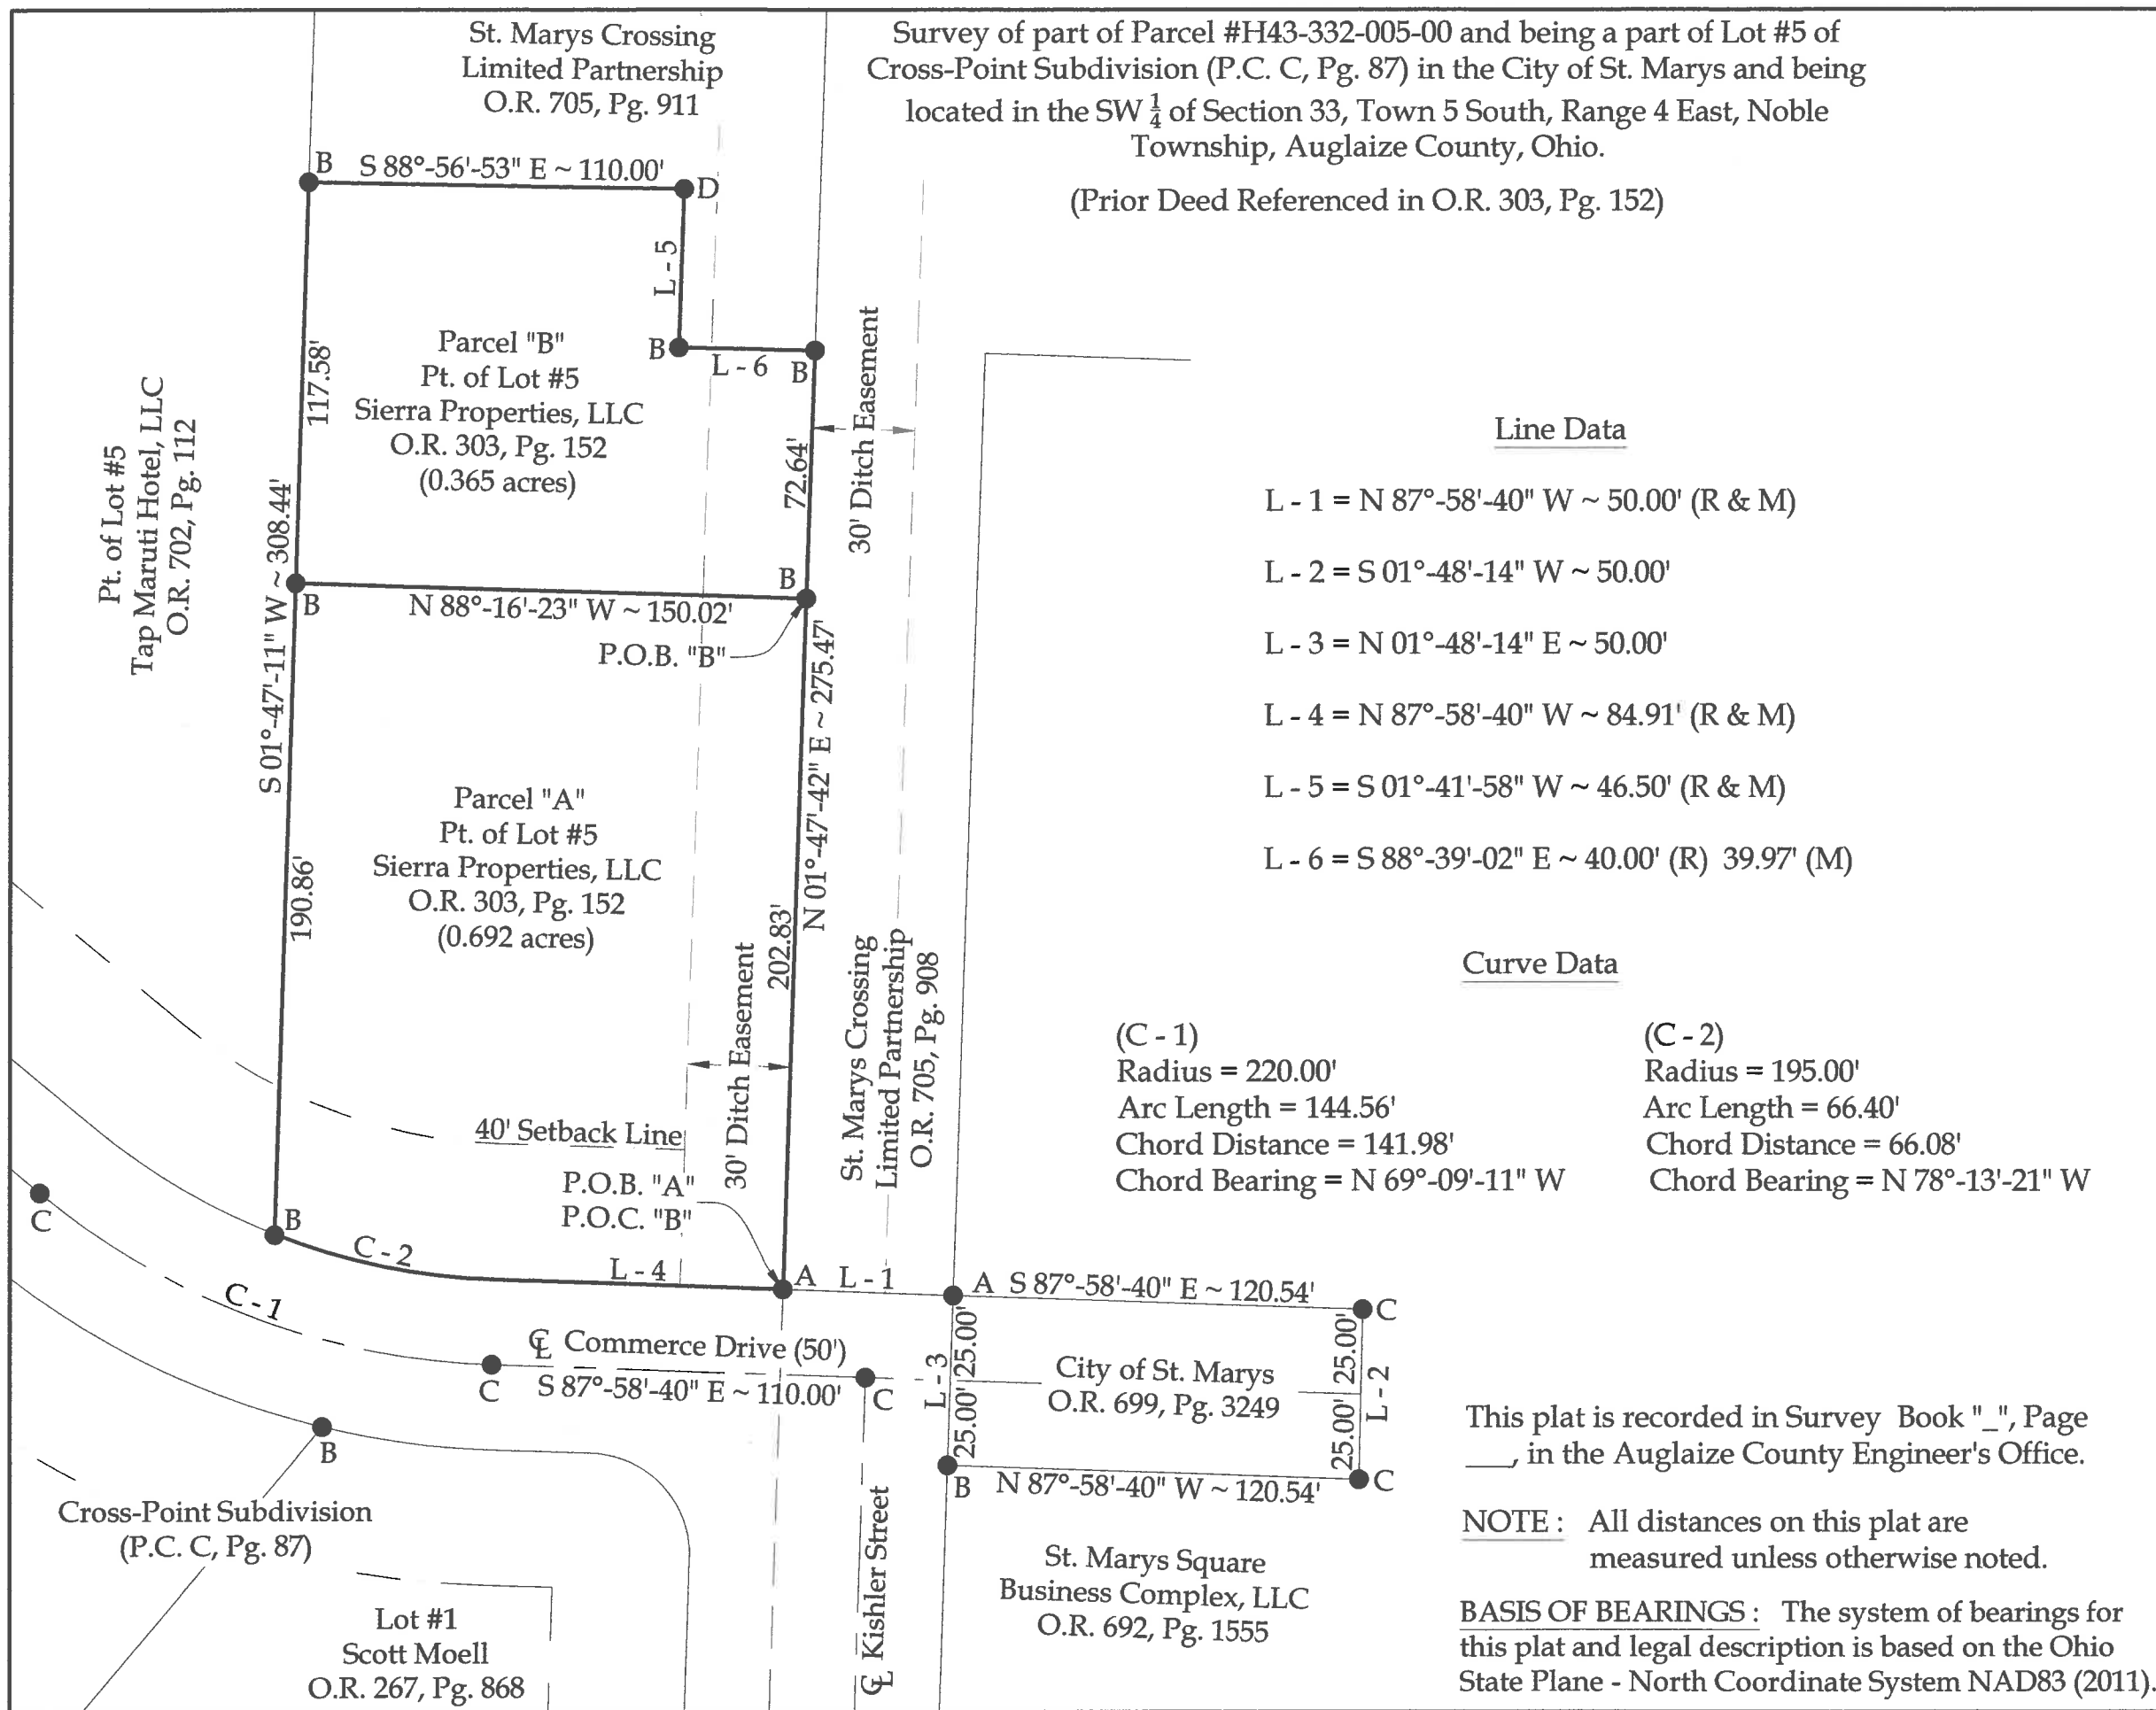 St. Marys Crossing
Limited Partnership
O.R. 705, Pg. 911
Survey of part of Parcel #H43-332-005-00 and being a part of Lot #5 of
Cross-Point Subdivision (P.C. C, Pg. 87) in the City of St. Marys and being
located in the SW 1/4 of Section 33, Town 5 South, Range 4 East, Noble
Township, Auglaize County, Ohio.
(Prior Deed Referenced in O.R. 303, Pg. 152)
B
S 88°-56'-53" E ~ 110.00'
D
L - 5
B
L - 6
B
117.58'
Parcel "B"
Pt. of Lot #5
Sierra Properties, LLC
O.R. 303, Pg. 152
(0.365 acres)
72.64'
30' Ditch Easement
Pt. of Lot #5
Tap Maruti Hotel, LLC
O.R. 702, Pg. 112
S 01°-47'-11" W ~ 308.44'
B
N 88°-16'-23" W ~ 150.02'
B
P.O.B. "B"
N 01°-47'-42" E ~ 275.47'
Parcel "A"
Pt. of Lot #5
Sierra Properties, LLC
O.R. 303, Pg. 152
(0.692 acres)
190.86'
202.83'
30' Ditch Easement
St. Marys Crossing
Limited Partnership
O.R. 705, Pg. 908
40' Setback Line
P.O.B. "A"
P.O.C. "B"
Line Data
L - 1 = N 87°-58'-40" W ~ 50.00' (R & M)
L - 2 = S 01°-48'-14" W ~ 50.00'
L - 3 = N 01°-48'-14" E ~ 50.00'
L - 4 = N 87°-58'-40" W ~ 84.91' (R & M)
L - 5 = S 01°-41'-58" W ~ 46.50' (R & M)
L - 6 = S 88°-39'-02" E ~ 40.00' (R) 39.97' (M)
Curve Data
(C - 1)
Radius = 220.00'
Arc Length = 144.56'
Chord Distance = 141.98'
Chord Bearing = N 69°-09'-11" W
(C - 2)
Radius = 195.00'
Arc Length = 66.40'
Chord Distance = 66.08'
Chord Bearing = N 78°-13'-21" W
C
B
C - 2
L - 4
A
L - 1
A
S 87°-58'-40" E ~ 120.54'
C
C - 1
℄ Commerce Drive (50')
C
S 87°-58'-40" E ~ 110.00'
C
L - 3
25.00'
25.00'
City of St. Marys
O.R. 699, Pg. 3249
25.00'
25.00'
L - 2
B
B
N 87°-58'-40" W ~ 120.54'
C
Cross-Point Subdivision
(P.C. C, Pg. 87)
Lot #1
Scott Moell
O.R. 267, Pg. 868
℄ Kishler Street
St. Marys Square
Business Complex, LLC
O.R. 692, Pg. 1555
This plat is recorded in Survey Book "_", Page
___, in the Auglaize County Engineer's Office.
NOTE : All distances on this plat are
measured unless otherwise noted.
BASIS OF BEARINGS : The system of bearings for
this plat and legal description is based on the Ohio
State Plane - North Coordinate System NAD83 (2011).